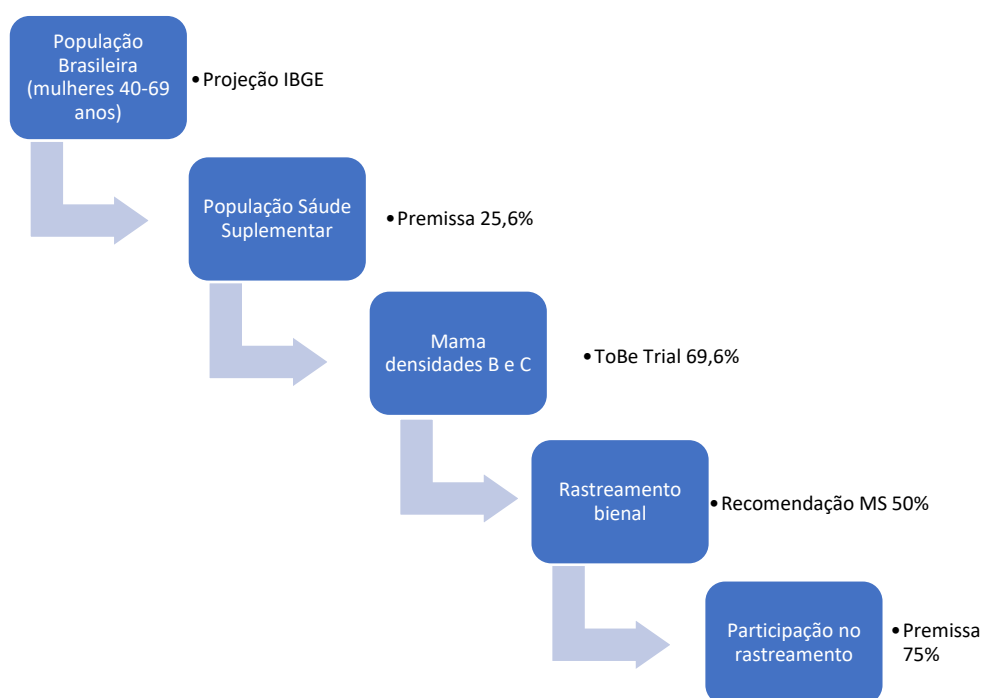 População
Brasileira
(mulheres 40-69
anos)
•Projeção IBGE
População Sáude
Suplementar
•Premissa 25,6%
Mama
densidades B e C
•ToBe Trial 69,6%
Rastreamento
bienal
•Recomendação MS 50%
Participação no
rastreamento
•Premissa
75%